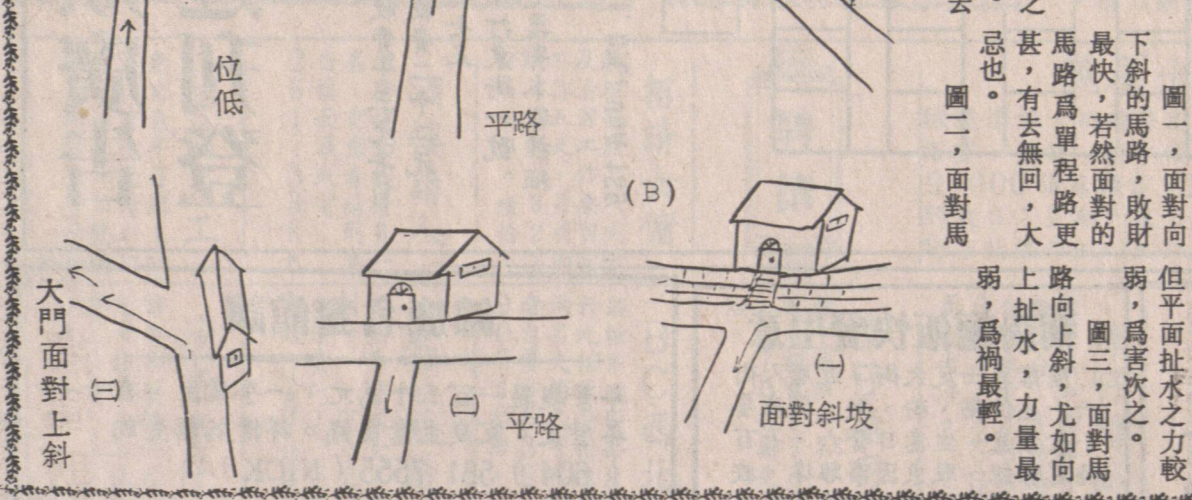 之
。
去
圖一，面對向
下斜的馬路，敗財
最快，若然面對的
馬路爲單程路更
甚，有去無回，大
忌也。
圖二，面對馬
但平面扯水之力較
弱，爲害次之。
圖三，面對馬
路向上斜，尤如向
上扯水，力量最
弱，爲禍最輕。
位低
平路
(B)
㈠
面對斜坡
㈡
平路
㈢
大門面對上斜